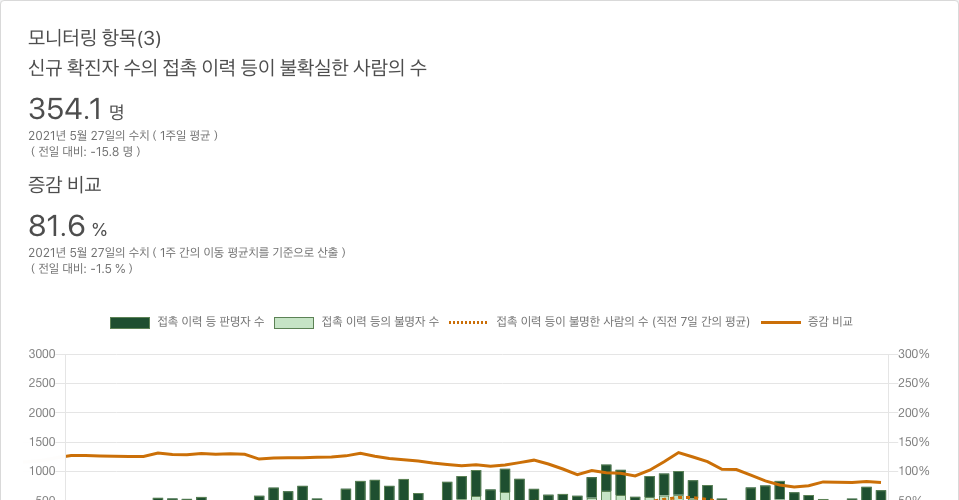 모니터링 항목(3)
신규 확진자 수의 접촉 이력 등이 불확실한 사람의 수
354.1 명
2021년 5월 27일의 수치 ( 1주일 평균 )
( 전일 대비: -15.8 명 )
증감 비교
81.6 %
2021년 5월 27일의 수치 ( 1주 간의 이동 평균치를 기준으로 산출 )
( 전일 대비: -1.5 % )
접촉 이력 등 판명자 수 접촉 이력 등의 불명자 수 접촉 이력 등이 불명한 사람의 수 (직전 7일 간의 평균) 증감 비교
3000 300%
2500 250%
2000 200%
1500 150%
1000 100%
500 50%